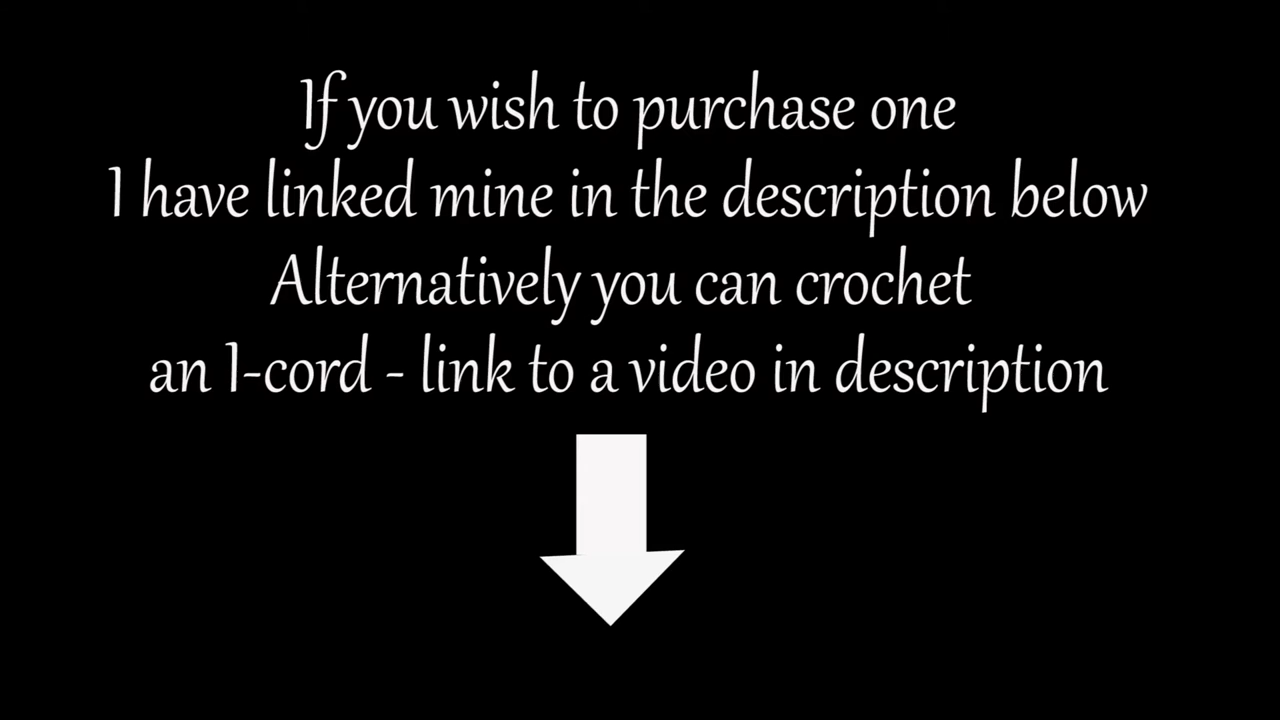 If you wish to purchase one
I have linked mine in the description below
Alternatively you can crochet
an I-cord - link to a video in description